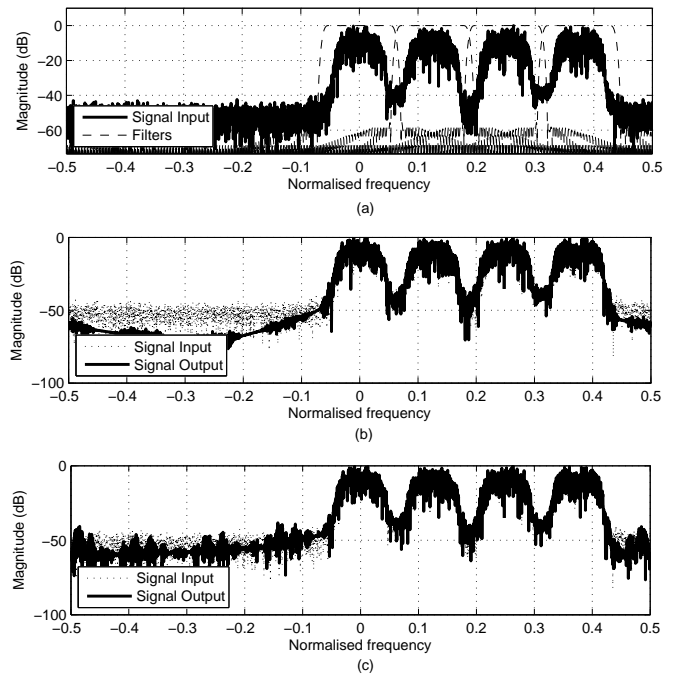 0
−20
−40
−60
Magnitude (dB)
Signal Input
Filters
−0.5 −0.4 −0.3 −0.2 −0.1 0 0.1 0.2 0.3 0.4 0.5
Normalised frequency
(a)
0
−50
−100
Magnitude (dB)
Signal Input
Signal Output
−0.5 −0.4 −0.3 −0.2 −0.1 0 0.1 0.2 0.3 0.4 0.5
Normalised frequency
(b)
0
−50
−100
Magnitude (dB)
Signal Input
Signal Output
−0.5 −0.4 −0.3 −0.2 −0.1 0 0.1 0.2 0.3 0.4 0.5
Normalised frequency
(c)